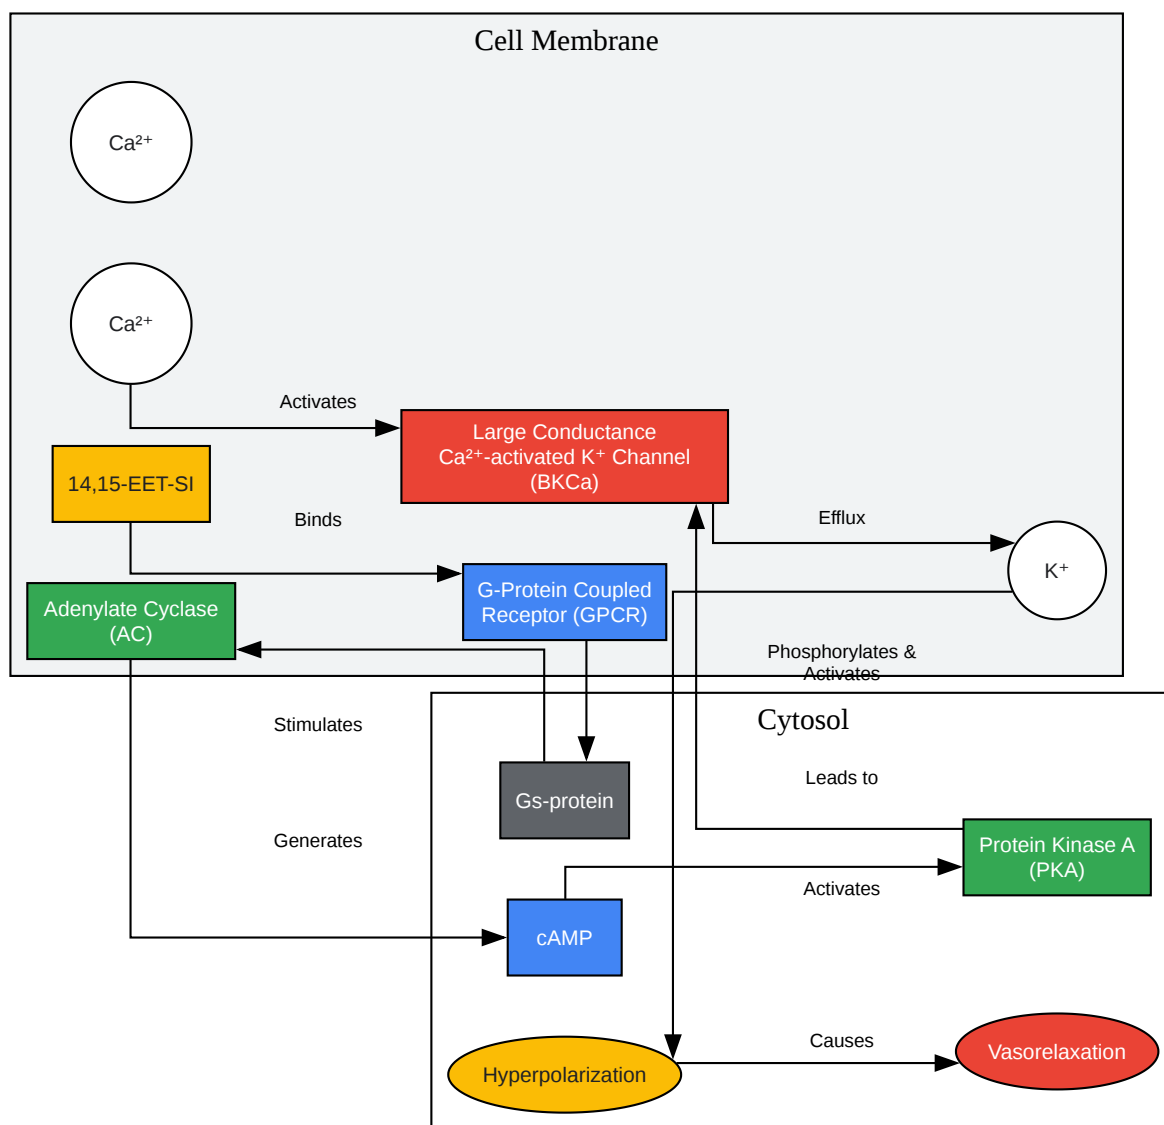 Cell Membrane
Ca²⁺
Ca²⁺
Activates
Large Conductance
Ca²⁺-activated K⁺ Channel
(BKCa)
14,15-EET-SI
Binds
Efflux
K⁺
G-Protein Coupled
Receptor (GPCR)
Adenylate Cyclase
(AC)
Phosphorylates &
Activates
Cytosol
Stimulates
Leads to
Gs-protein
Generates
Protein Kinase A
(PKA)
Activates
cAMP
Causes
Hyperpolarization
Vasorelaxation